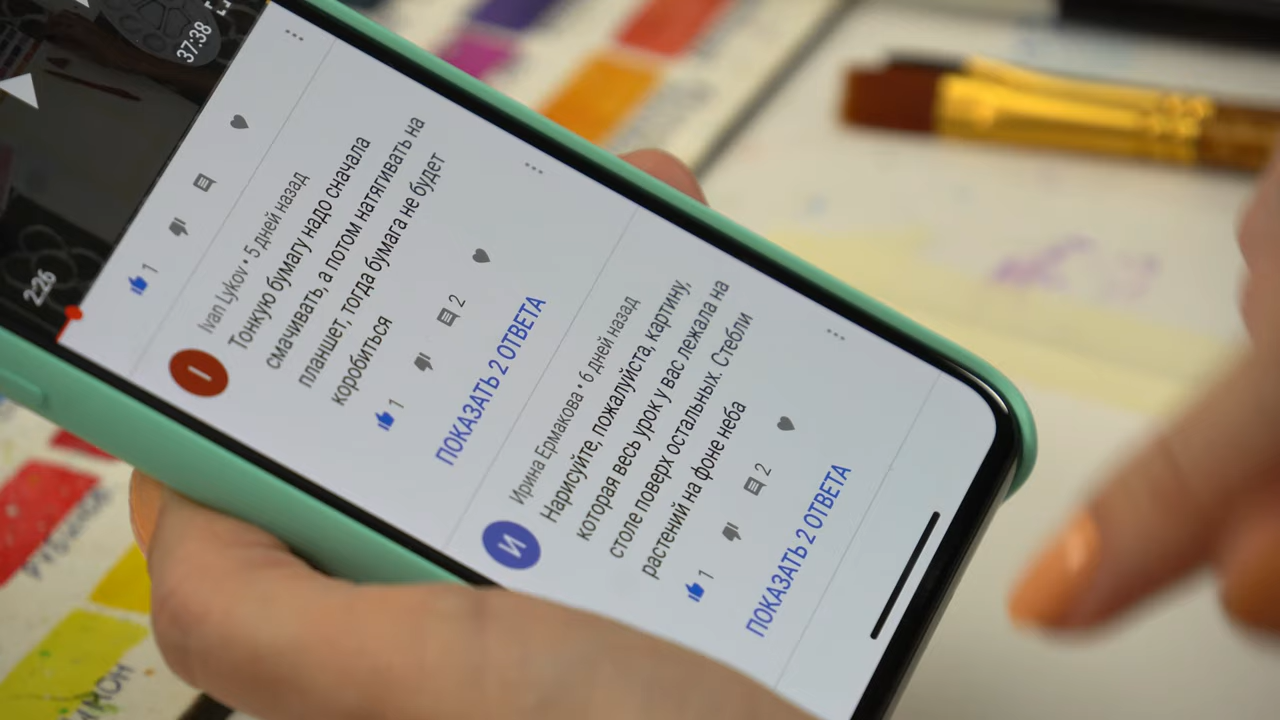 37:38
2:26
1
Ivan Lykov • 5 дней назад
Тонкую бумагу надо сначала
смачивать, а потом натягивать на
планшет, тогда бумага не будет
коробиться
1
2
ПОКАЗАТЬ 2 ОТВЕТА
Ирина Ермакова • 6 дней назад
Нарисуйте, пожалуйста, картину,
которая весь урок у вас лежала на
столе поверх остальных. Стебли
растений на фоне неба
1
2
ПОКАЗАТЬ 2 ОТВЕТА
I
И